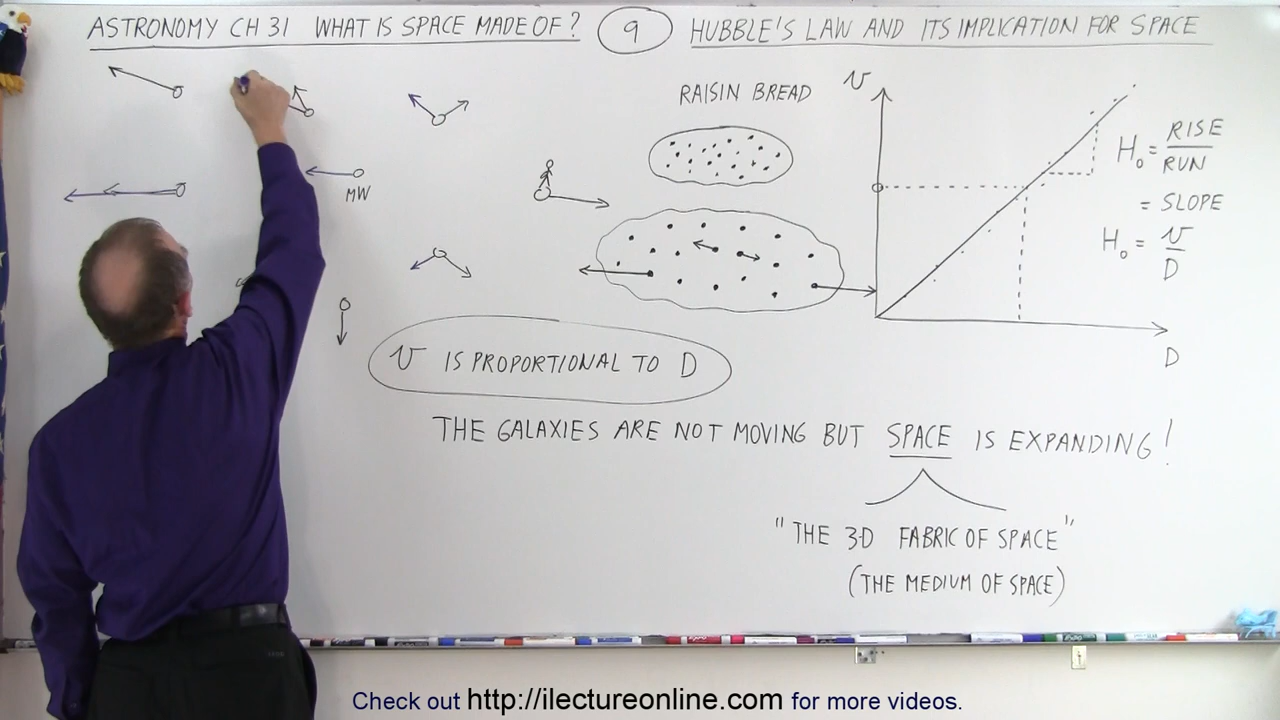 ASTRONOMY CH 31 WHAT IS SPACE MADE OF? 9 HUBBLE'S LAW AND ITS IMPLICATION FOR SPACE
RAISIN BREAD
MW
v
D
H₀ = RISE
RUN
= SLOPE
H₀ = v
D
v IS PROPORTIONAL TO D
THE GALAXIES ARE NOT MOVING BUT SPACE IS EXPANDING!
"THE 3-D FABRIC OF SPACE"
(THE MEDIUM OF SPACE)
Check out http://ilectureonline.com for more videos.